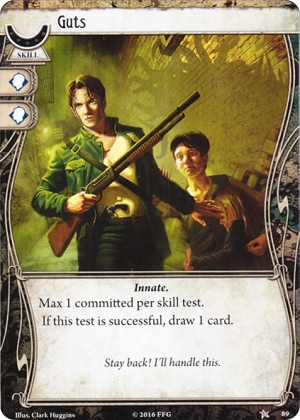 Guts
SKILL
Innate.
Max 1 committed per skill test.
If this test is successful, draw 1 card.
Stay back! I'll handle this.
Illus. Clark Huggins
© 2016 FFG
89